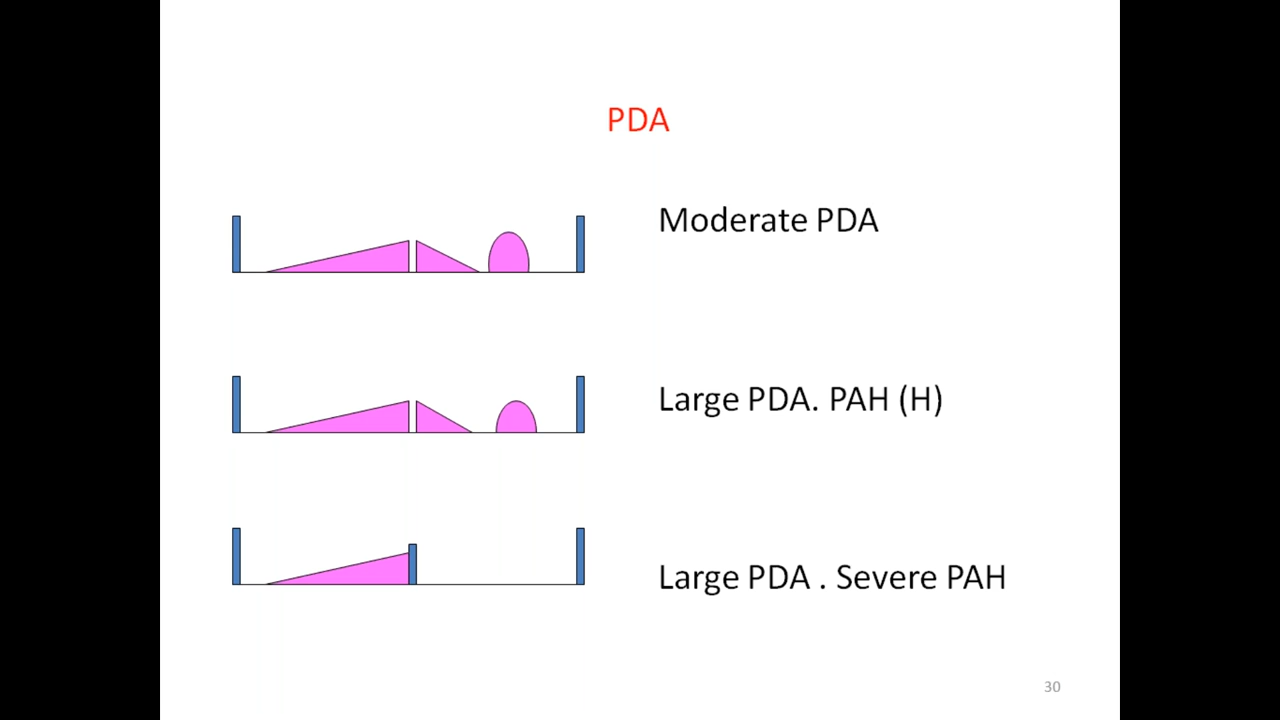 PDA
Moderate PDA
Large PDA. PAH (H)
Large PDA . Severe PAH
30